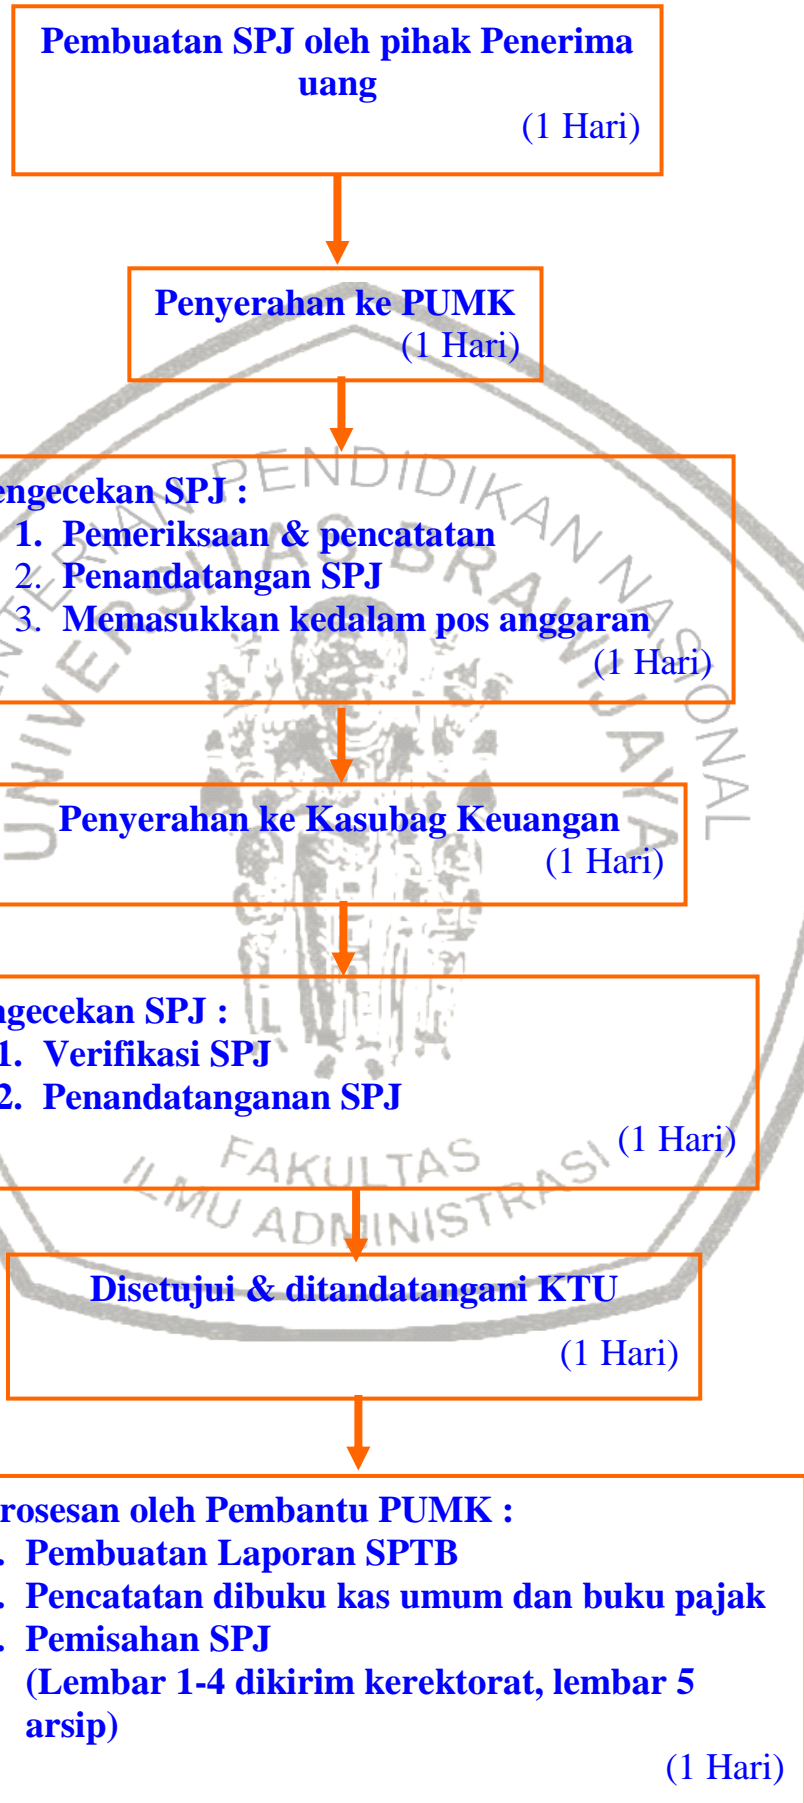 Pembuatan SPJ oleh pihak Penerima
uang
(1 Hari)
Penyerahan ke PUMK
(1 Hari)
engecekan SPJ :
1. Pemeriksaan & pencatatan
2. Penandatangan SPJ
3. Memasukkan kedalam pos anggaran
(1 Hari)
Penyerahan ke Kasubag Keuangan
(1 Hari)
ngecekan SPJ :
1. Verifikasi SPJ
2. Penandatanganan SPJ
(1 Hari)
Disetujui & ditandatangani KTU
(1 Hari)
rosesan oleh Pembantu PUMK :
. Pembuatan Laporan SPTB
. Pencatatan dibuku kas umum dan buku pajak
. Pemisahan SPJ
(Lembar 1-4 dikirim kerektorat, lembar 5
arsip)
(1 Hari)
NTERIAN PENDIDIKAN NASIONAL
UNIVERSITAS BRAWIJAYA
FAKULTAS
ILMU ADMINISTRASI